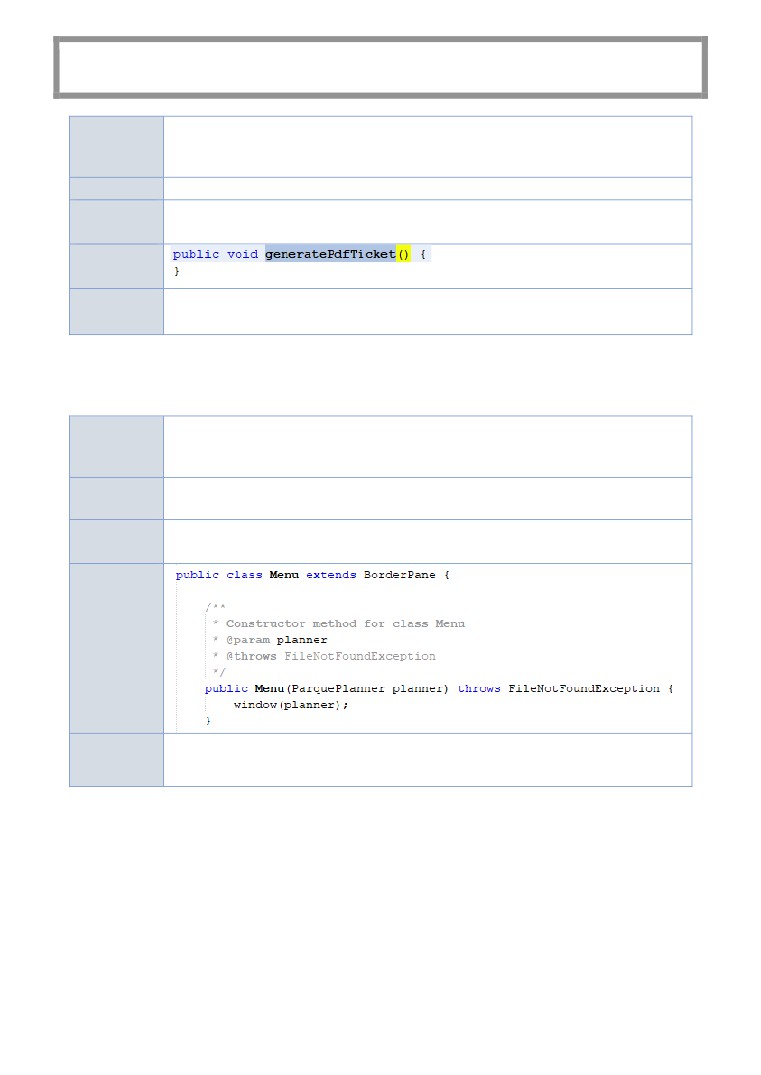 public void generatePdfTicket() {
}
public class Menu extends BorderPane {
/**
* Constructor method for class Menu
* @param planner
* @throws FileNotFoundException
*/
public Menu(ParquePlanner planner) throws FileNotFoundException {
window(planner);
}